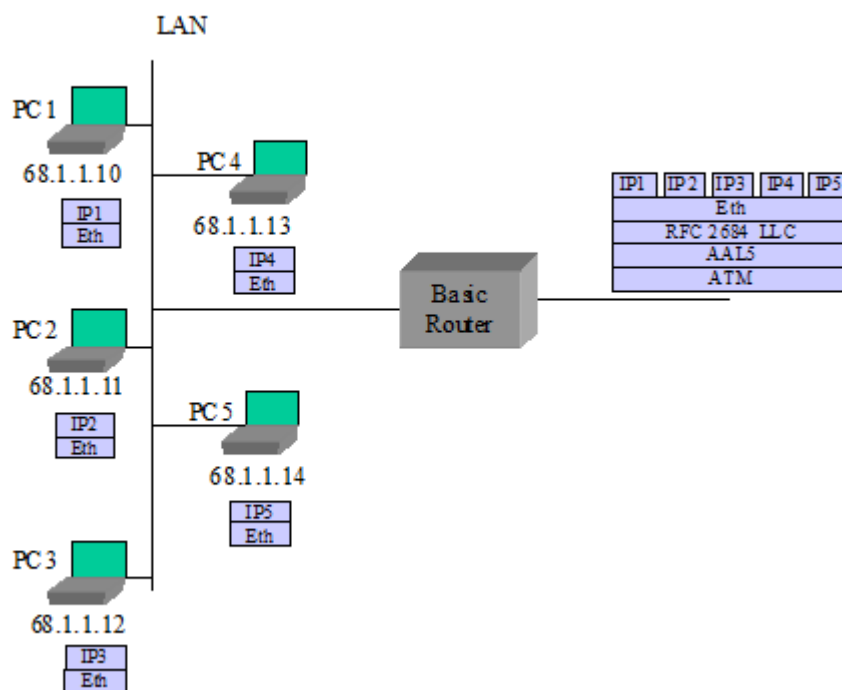 LAN
PC 1
68.1.1.10
IP1
Eth
PC 4
68.1.1.13
IP4
Eth
IP1 IP2 IP3 IP4 IP5
Eth
RFC 2684 LLC
AAL5
ATM
Basic
Router
PC 2
68.1.1.11
IP2
Eth
PC 5
68.1.1.14
IP5
Eth
PC 3
68.1.1.12
IP3
Eth